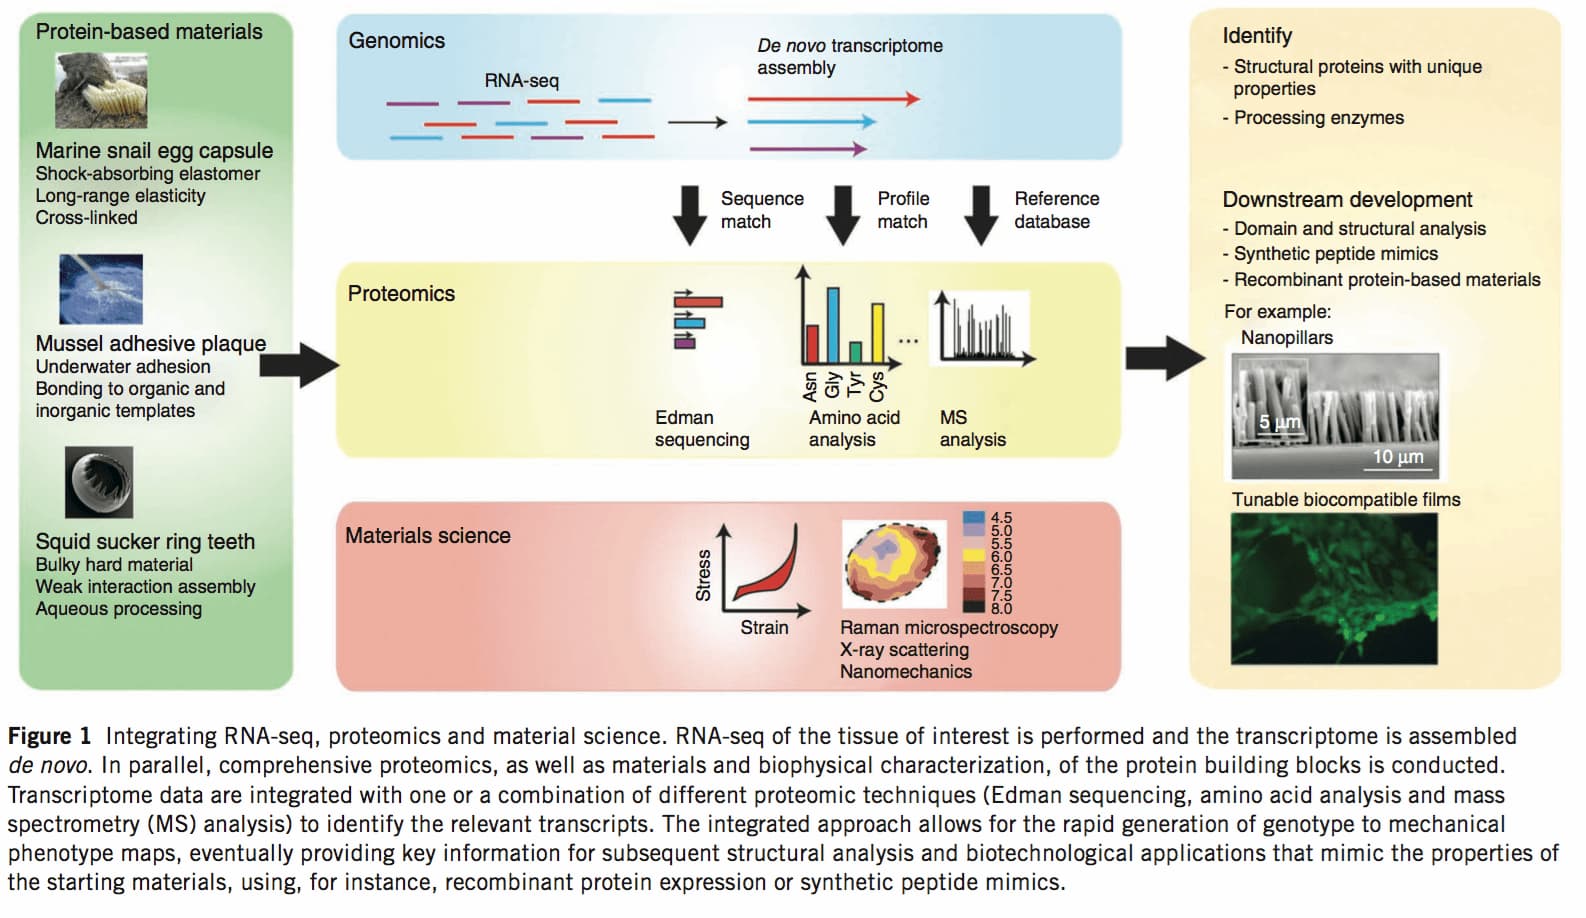 Protein-based materials
Marine snail egg capsule
Shock-absorbing elastomer
Long-range elasticity
Cross-linked
Mussel adhesive plaque
Underwater adhesion
Bonding to organic and
inorganic templates
Squid sucker ring teeth
Bulky hard material
Weak interaction assembly
Aqueous processing
Genomics
RNA-seq
De novo transcriptome
assembly
Sequence
match
Profile
match
Reference
database
Proteomics
Edman
sequencing
Asn
Gly
Tyr
Cys
...
Amino acid
analysis
MS
analysis
Materials science
Stress
Strain
4.5
5.0
5.5
6.0
6.5
7.0
7.5
8.0
Raman microspectroscopy
X-ray scattering
Nanomechanics
Identify
- Structural proteins with unique
properties
- Processing enzymes
Downstream development
- Domain and structural analysis
- Synthetic peptide mimics
- Recombinant protein-based materials
For example:
Nanopillars
5 μm
10 μm
Tunable biocompatible films
Figure 1 Integrating RNA-seq, proteomics and material science. RNA-seq of the tissue of interest is performed and the transcriptome is assembled
de novo. In parallel, comprehensive proteomics, as well as materials and biophysical characterization, of the protein building blocks is conducted.
Transcriptome data are integrated with one or a combination of different proteomic techniques (Edman sequencing, amino acid analysis and mass
spectrometry (MS) analysis) to identify the relevant transcripts. The integrated approach allows for the rapid generation of genotype to mechanical
phenotype maps, eventually providing key information for subsequent structural analysis and biotechnological applications that mimic the properties of
the starting materials, using, for instance, recombinant protein expression or synthetic peptide mimics.